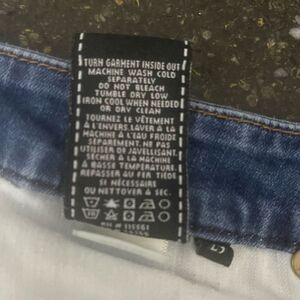 TURN GARMENT INSIDE OUT
MACHINE WASH COLD
SEPARATELY
DO NOT BLEACH
TUMBLE DRY LOW
IRON COOL WHEN NEEDED
OR DRY CLEAN
TOURNEZ LE VÊTEMENT
À L'ENVERS. LAVER À LA
MACHINE À L'EAU FROIDE
SÉPARÉMENT. NE PAS
UTILISER DE JAVELLISANT.
SÉCHER À LA MACHINE
À BASSE TEMPÉRATURE
REPASSER AU FER TIÈDE
SI NÉCESSAIRE
OU NETTOYER À SEC.